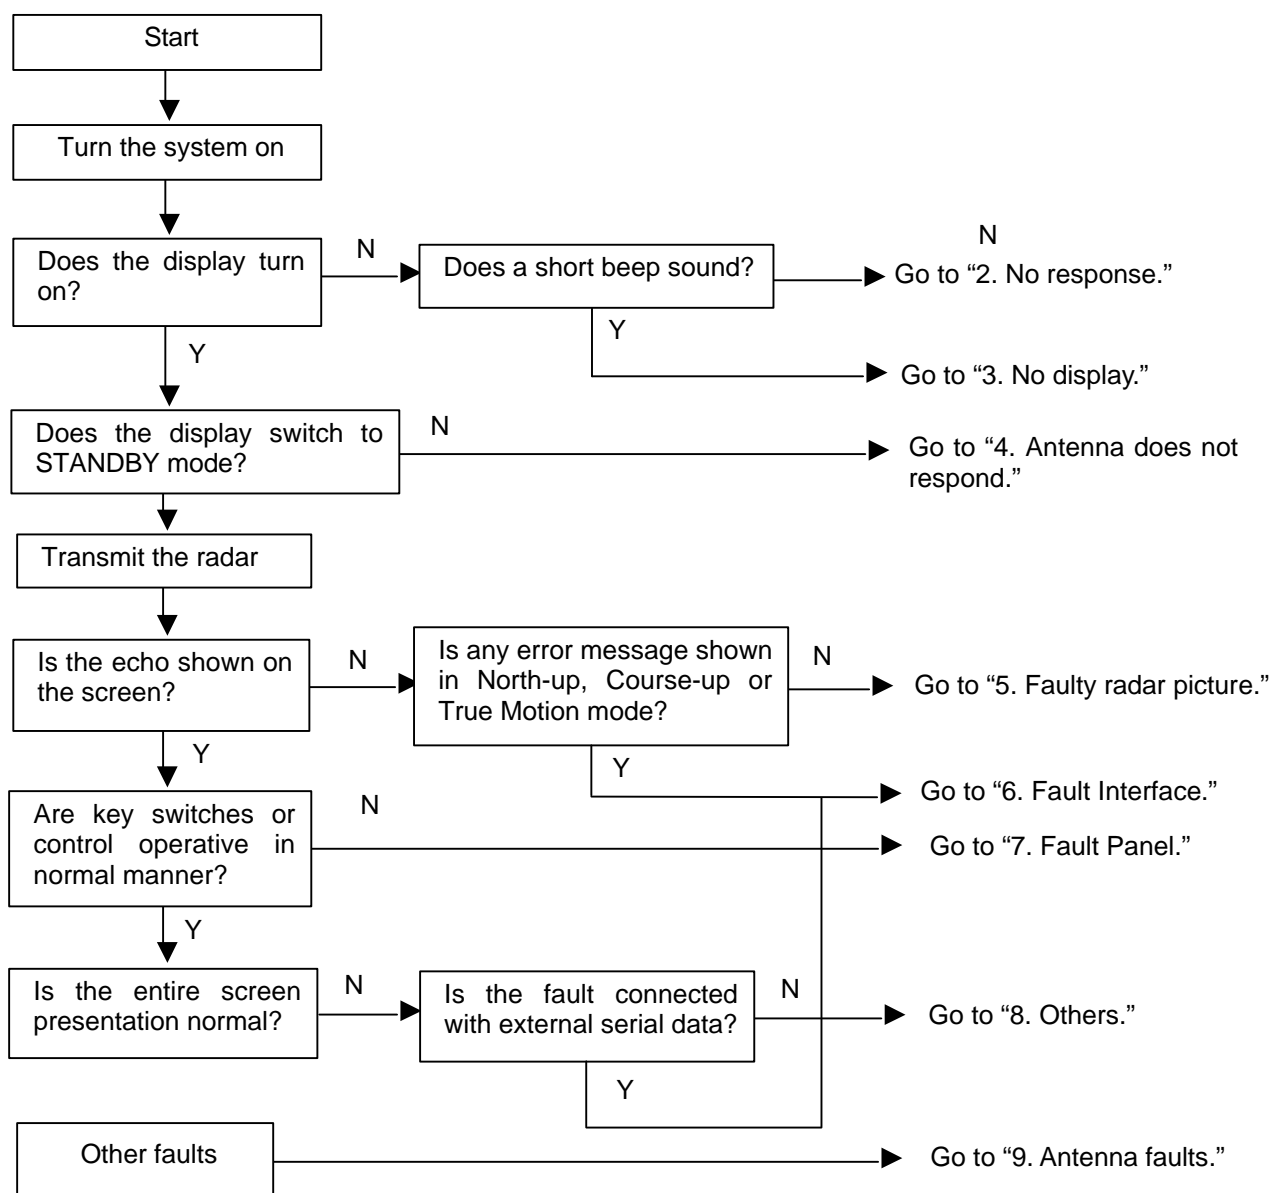 Start
Turn the system on
Does the display turn
on?
N
Does a short beep sound?
N
Go to “2. No response.”
Y
Y
Go to “3. No display.”
Does the display switch to
STANDBY mode?
N
Go to “4. Antenna does not
respond.”
Transmit the radar
Is the echo shown on
the screen?
N
Is any error message shown
in North-up, Course-up or
True Motion mode?
N
Go to “5. Faulty radar picture.”
Y
Y
Go to “6. Fault Interface.”
Are key switches or
control operative in
normal manner?
N
Go to “7. Fault Panel.”
Y
Is the entire screen
presentation normal?
N
Is the fault connected
with external serial data?
N
Go to “8. Others.”
Y
Other faults
Go to “9. Antenna faults.”